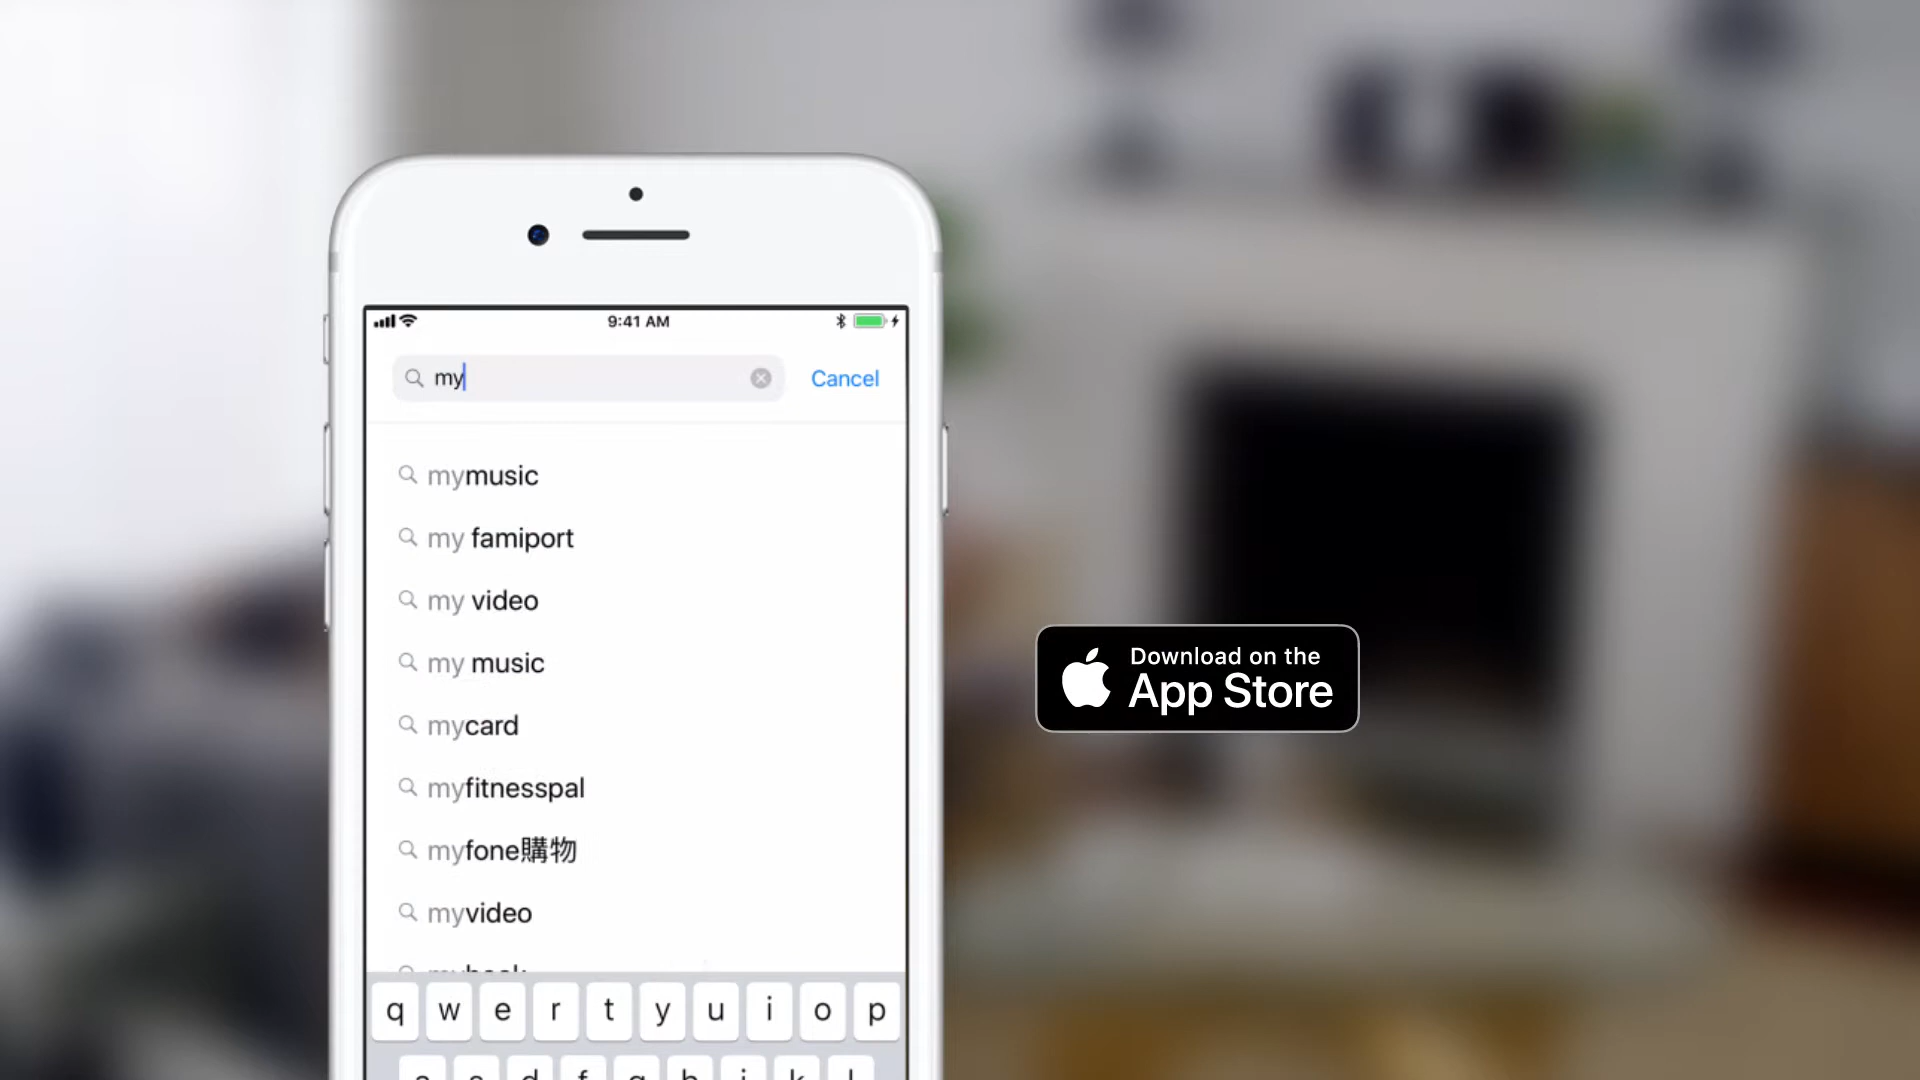 9:41 AM
my
Cancel
mymusic
my famiport
my video
my music
mycard
myfitnesspal
myfone購物
myvideo
q w e r t y u i o p
Download on the
App Store